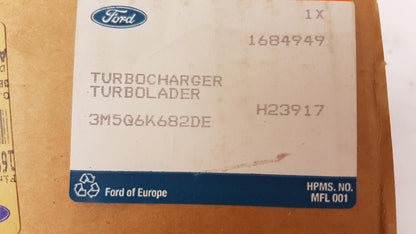 Ford
1X
1684949
TURBOCHARGER
TURBOLADER
H23917
3M5Q6K682DE
Ford of Europe
HPMS. NO.
MFL 001